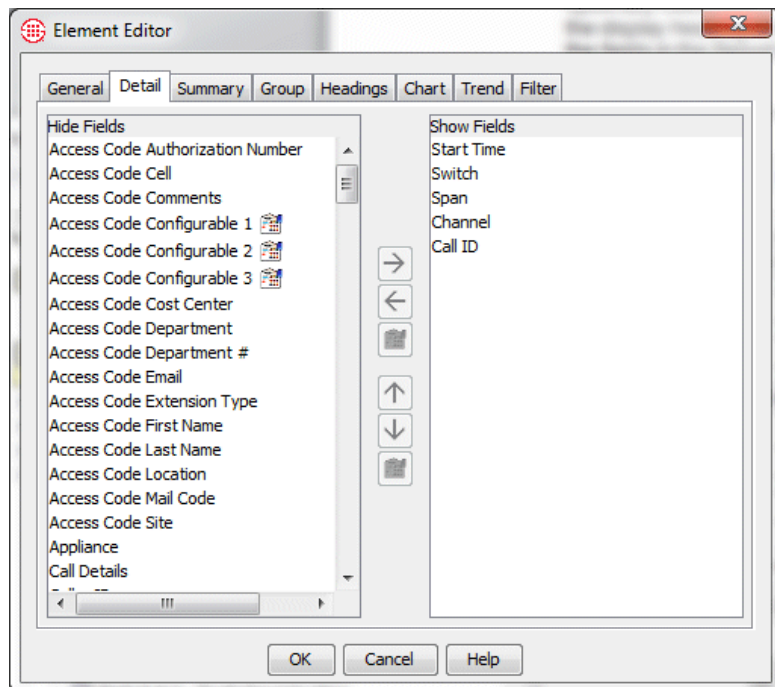 Element Editor
General Detail Summary Group Headings Chart Trend Filter
Hide Fields
Access Code Authorization Number
Access Code Cell
Access Code Comments
Access Code Configurable 1
Access Code Configurable 2
Access Code Configurable 3
Access Code Cost Center
Access Code Department
Access Code Department #
Access Code Email
Access Code Extension Type
Access Code First Name
Access Code Last Name
Access Code Location
Access Code Mail Code
Access Code Site
Appliance
Call Details
Show Fields
Start Time
Switch
Span
Channel
Call ID
OK Cancel Help